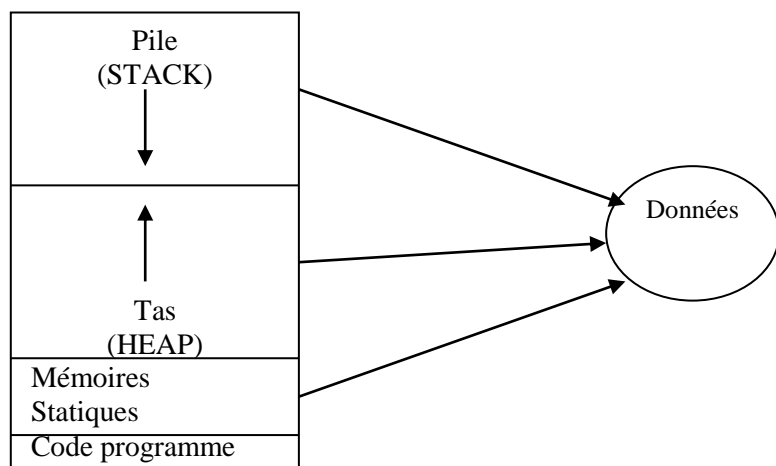 Pile
(STACK)
Données
Tas
(HEAP)
Mémoires
Statiques
Code programme